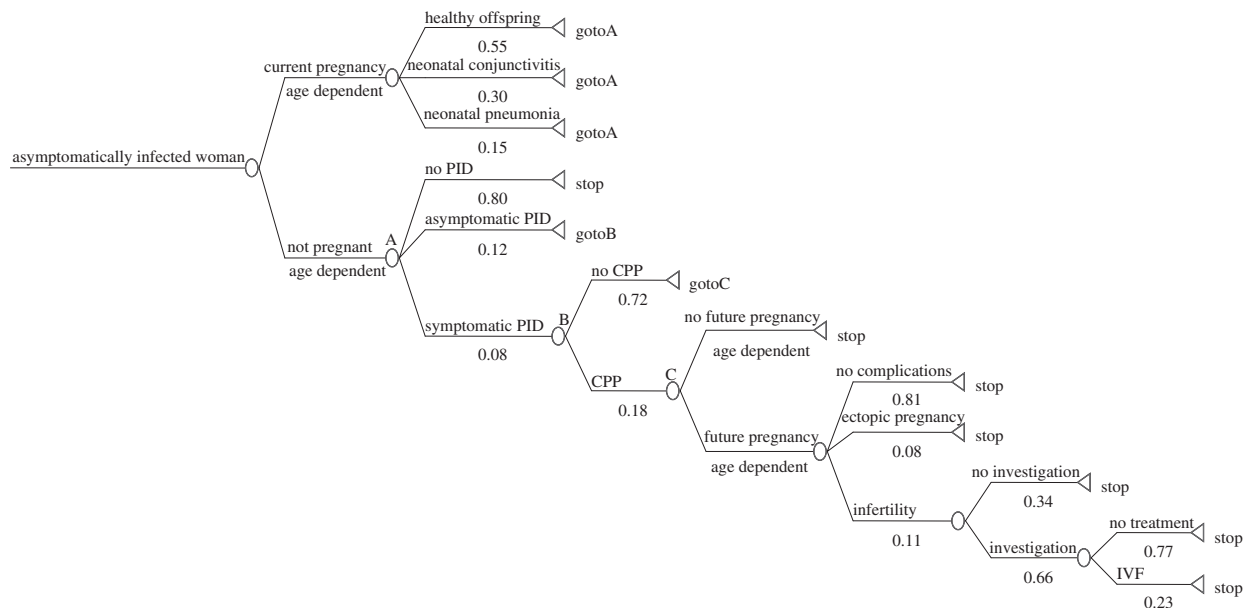 healthy offspring
gotoA
0.55
current pregnancy
neonatal conjunctivitis
gotoA
age dependent
0.30
neonatal pneumonia
gotoA
0.15
asymptomatically infected woman
no PID
stop
0.80
asymptomatic PID
gotoB
0.12
A
not pregnant
age dependent
no CPP
gotoC
0.72
B
symptomatic PID
0.08
no future pregnancy
stop
age dependent
C
CPP
0.18
no complications
stop
0.81
ectopic pregnancy
stop
0.08
future pregnancy
age dependent
no investigation
stop
0.34
infertility
0.11
no treatment
stop
0.77
investigation
0.66
IVF
stop
0.23